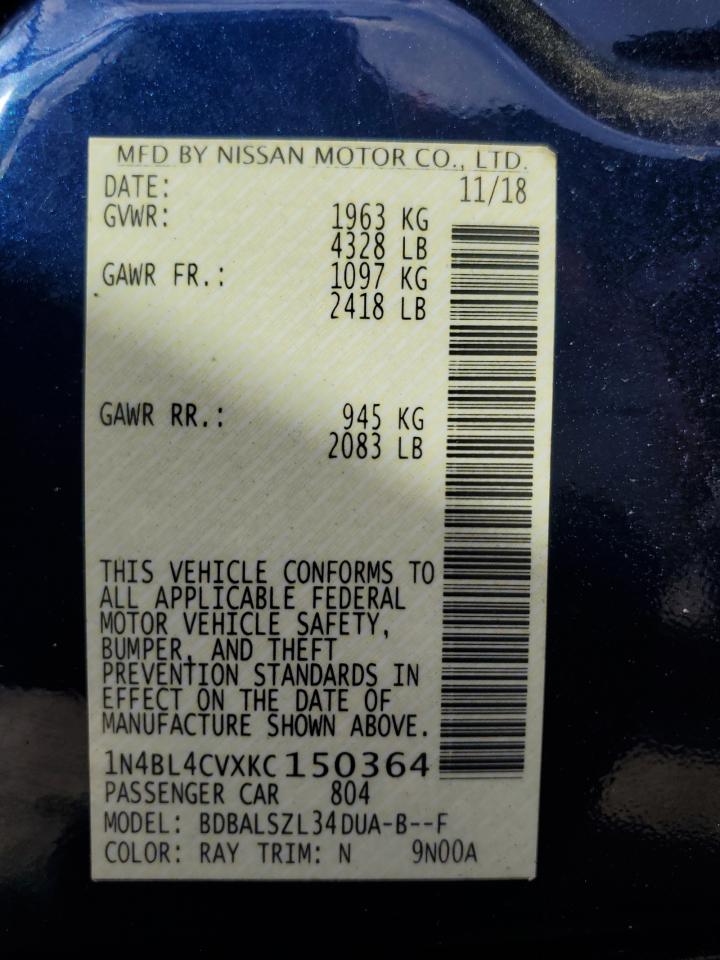 MFD BY NISSAN MOTOR CO., LTD.
DATE: 11/18
GVWR: 1963 KG
4328 LB
GAWR FR.: 1097 KG
2418 LB
GAWR RR.: 945 KG
2083 LB
THIS VEHICLE CONFORMS TO
ALL APPLICABLE FEDERAL
MOTOR VEHICLE SAFETY,
BUMPER, AND THEFT
PREVENTION STANDARDS IN
EFFECT ON THE DATE OF
MANUFACTURE SHOWN ABOVE.
1N4BL4CVXKC150364
PASSENGER CAR 804
MODEL: BDBALSZL34DUA-B--F
COLOR: RAY TRIM: N 9N00A